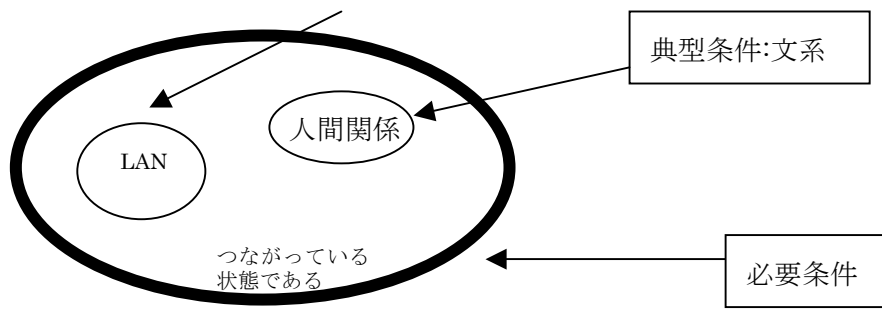 典型条件:文系
人間関係
LAN
つながっている
状態である
必要条件